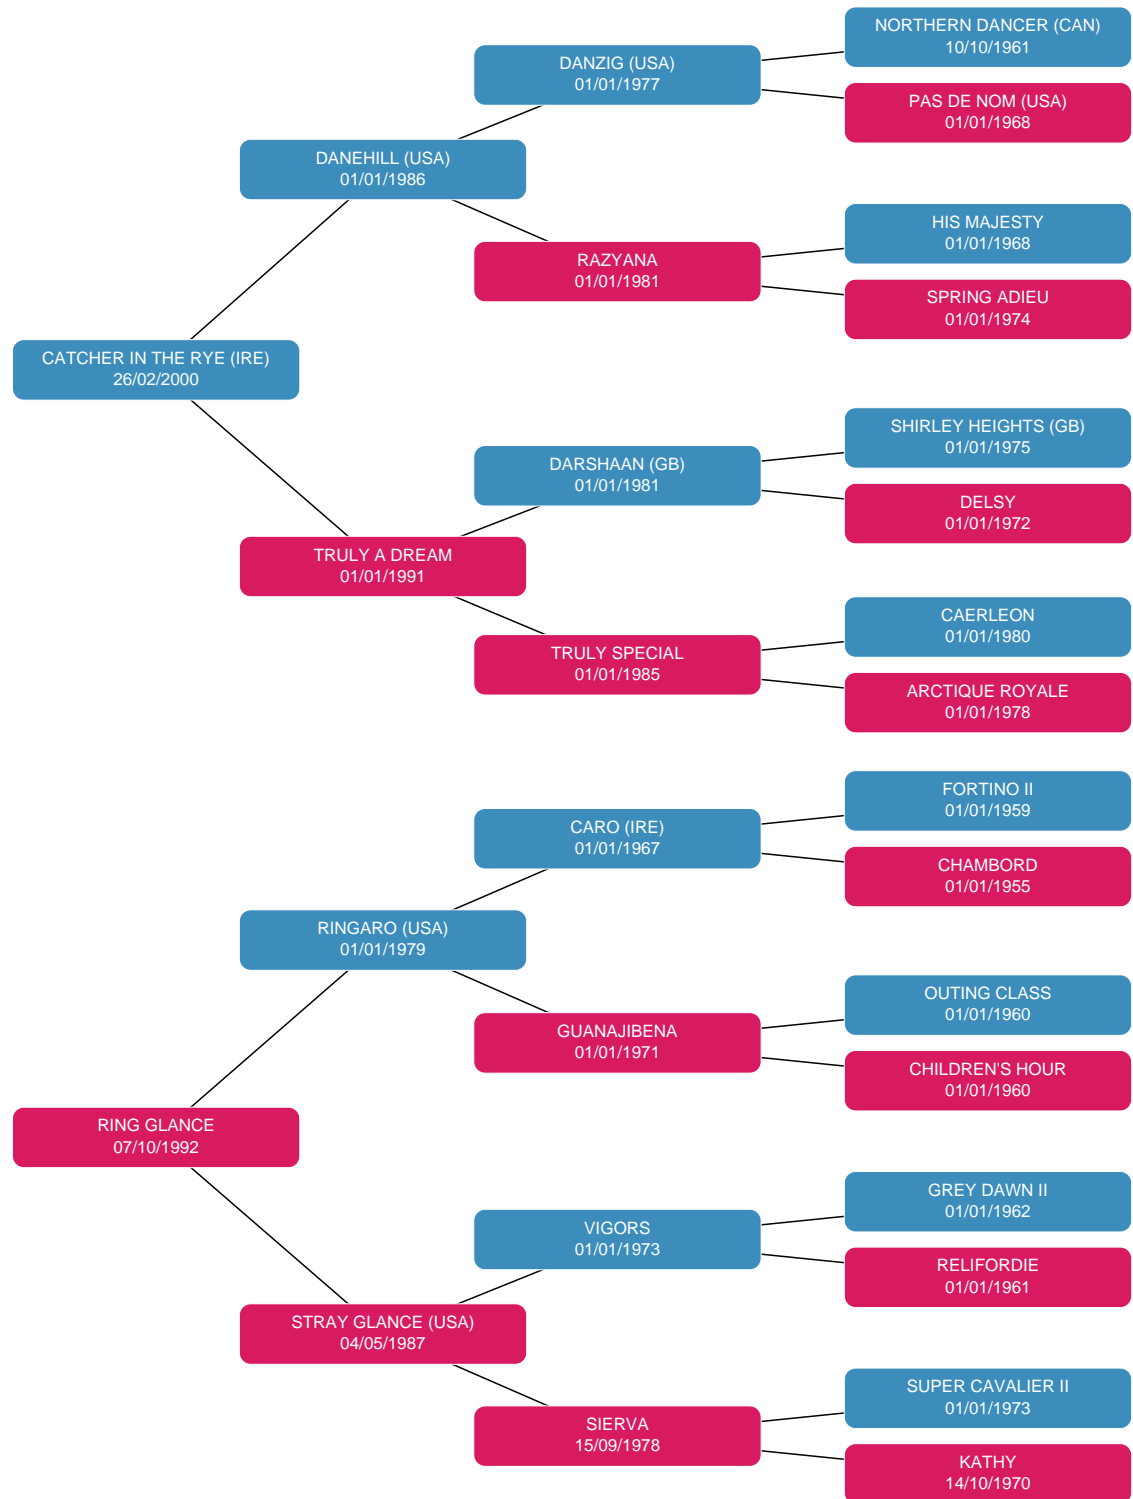 NORTHERN DANCER (CAN)
10/10/1961
DANZIG (USA)
01/01/1977
PAS DE NOM (USA)
01/01/1968
DANEHILL (USA)
01/01/1986
HIS MAJESTY
01/01/1968
RAZYANA
01/01/1981
SPRING ADIEU
01/01/1974
CATCHER IN THE RYE (IRE)
26/02/2000
SHIRLEY HEIGHTS (GB)
01/01/1975
DARSHAAN (GB)
01/01/1981
DELSY
01/01/1972
TRULY A DREAM
01/01/1991
CAERLEON
01/01/1980
TRULY SPECIAL
01/01/1985
ARCTIQUE ROYALE
01/01/1978
FORTINO II
01/01/1959
CARO (IRE)
01/01/1967
CHAMBORD
01/01/1955
RINGARO (USA)
01/01/1979
OUTING CLASS
01/01/1960
GUANAJIBENA
01/01/1971
CHILDREN'S HOUR
01/01/1960
RING GLANCE
07/10/1992
GREY DAWN II
01/01/1962
VIGORS
01/01/1973
RELIFORDIE
01/01/1961
STRAY GLANCE (USA)
04/05/1987
SUPER CAVALIER II
01/01/1973
SIERVA
15/09/1978
KATHY
14/10/1970